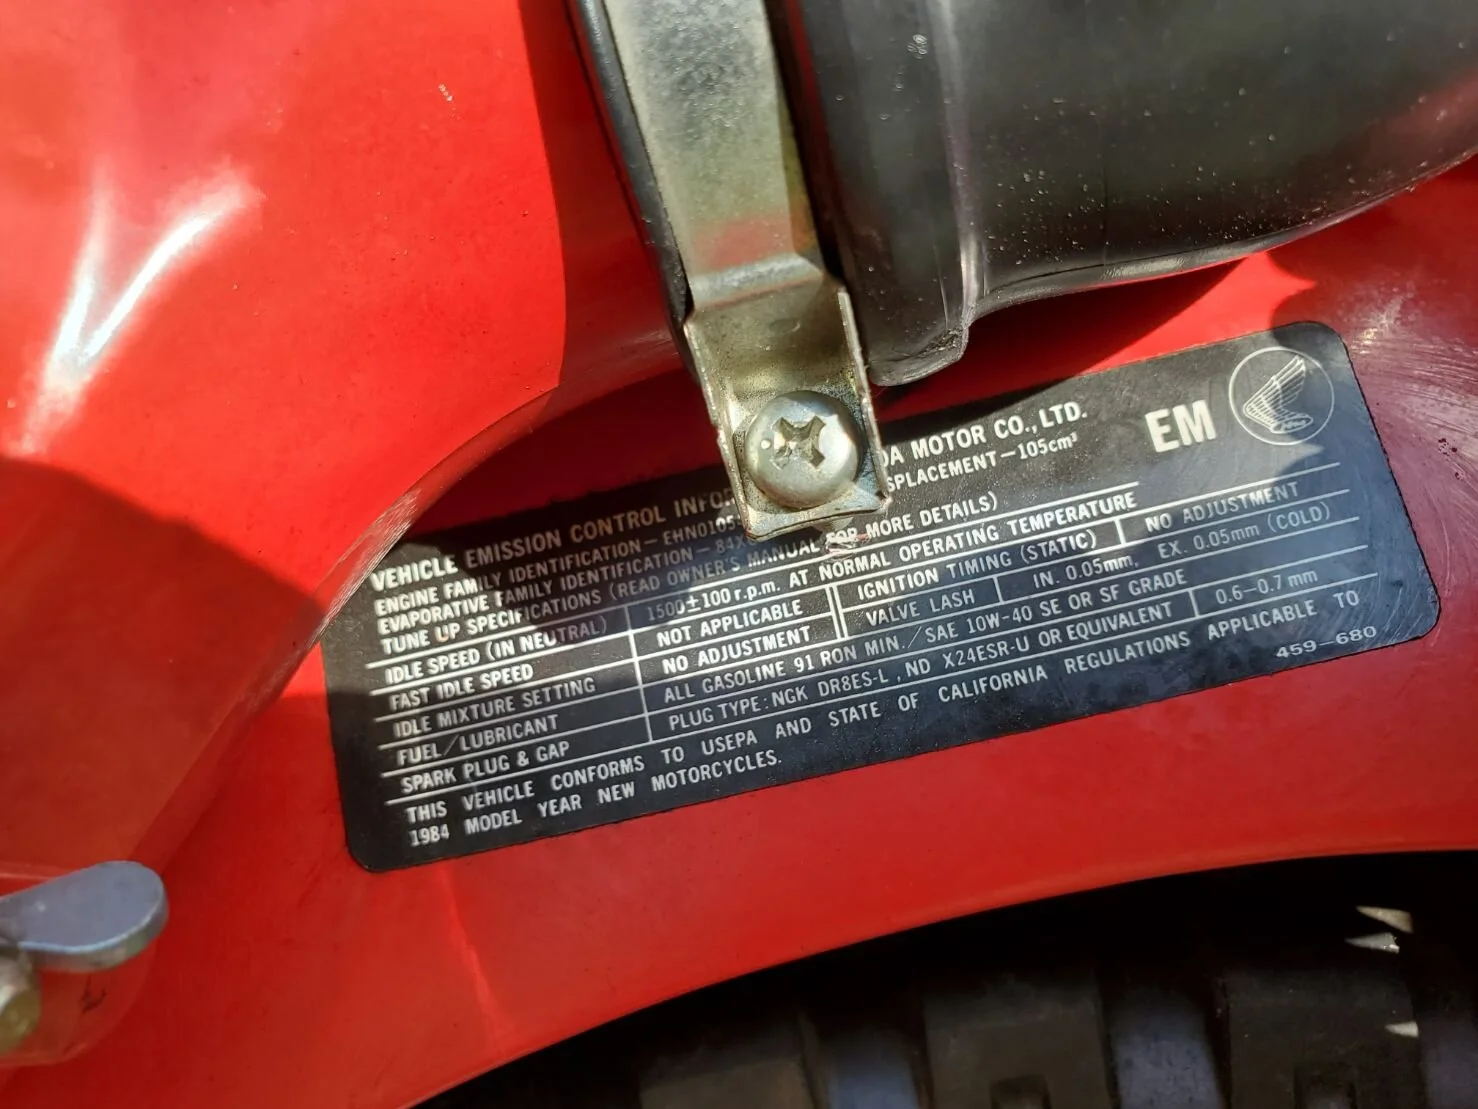 VEHICLE EMISSION CONTROL INFOR DA MOTOR CO., LTD.
ENGINE FAMILY IDENTIFICATION-EHN0105 SPLACEMENT-105cm³
EM
EVAPORATIVE FAMILY IDENTIFICATION-84X
TUNE UP SPECIFICATIONS (READ OWNER'S MANUAL FOR MORE DETAILS)
IDLE SPEED (IN NEUTRAL) 1500±100 r.p.m. AT NORMAL OPERATING TEMPERATURE
FAST IDLE SPEED NOT APPLICABLE IGNITION TIMING (STATIC) NO ADJUSTMENT
IDLE MIXTURE SETTING NO ADJUSTMENT VALVE LASH IN. 0.05mm, EX. 0.05mm (COLD)
FUEL/LUBRICANT ALL GASOLINE 91 RON MIN./SAE 10W-40 SE OR SF GRADE
SPARK PLUG & GAP PLUG TYPE: NGK DR8ES-L, ND X24ESR-U OR EQUIVALENT 0.6-0.7 mm
THIS VEHICLE CONFORMS TO USEPA AND STATE OF CALIFORNIA REGULATIONS APPLICABLE TO
1984 MODEL YEAR NEW MOTORCYCLES.
459-680